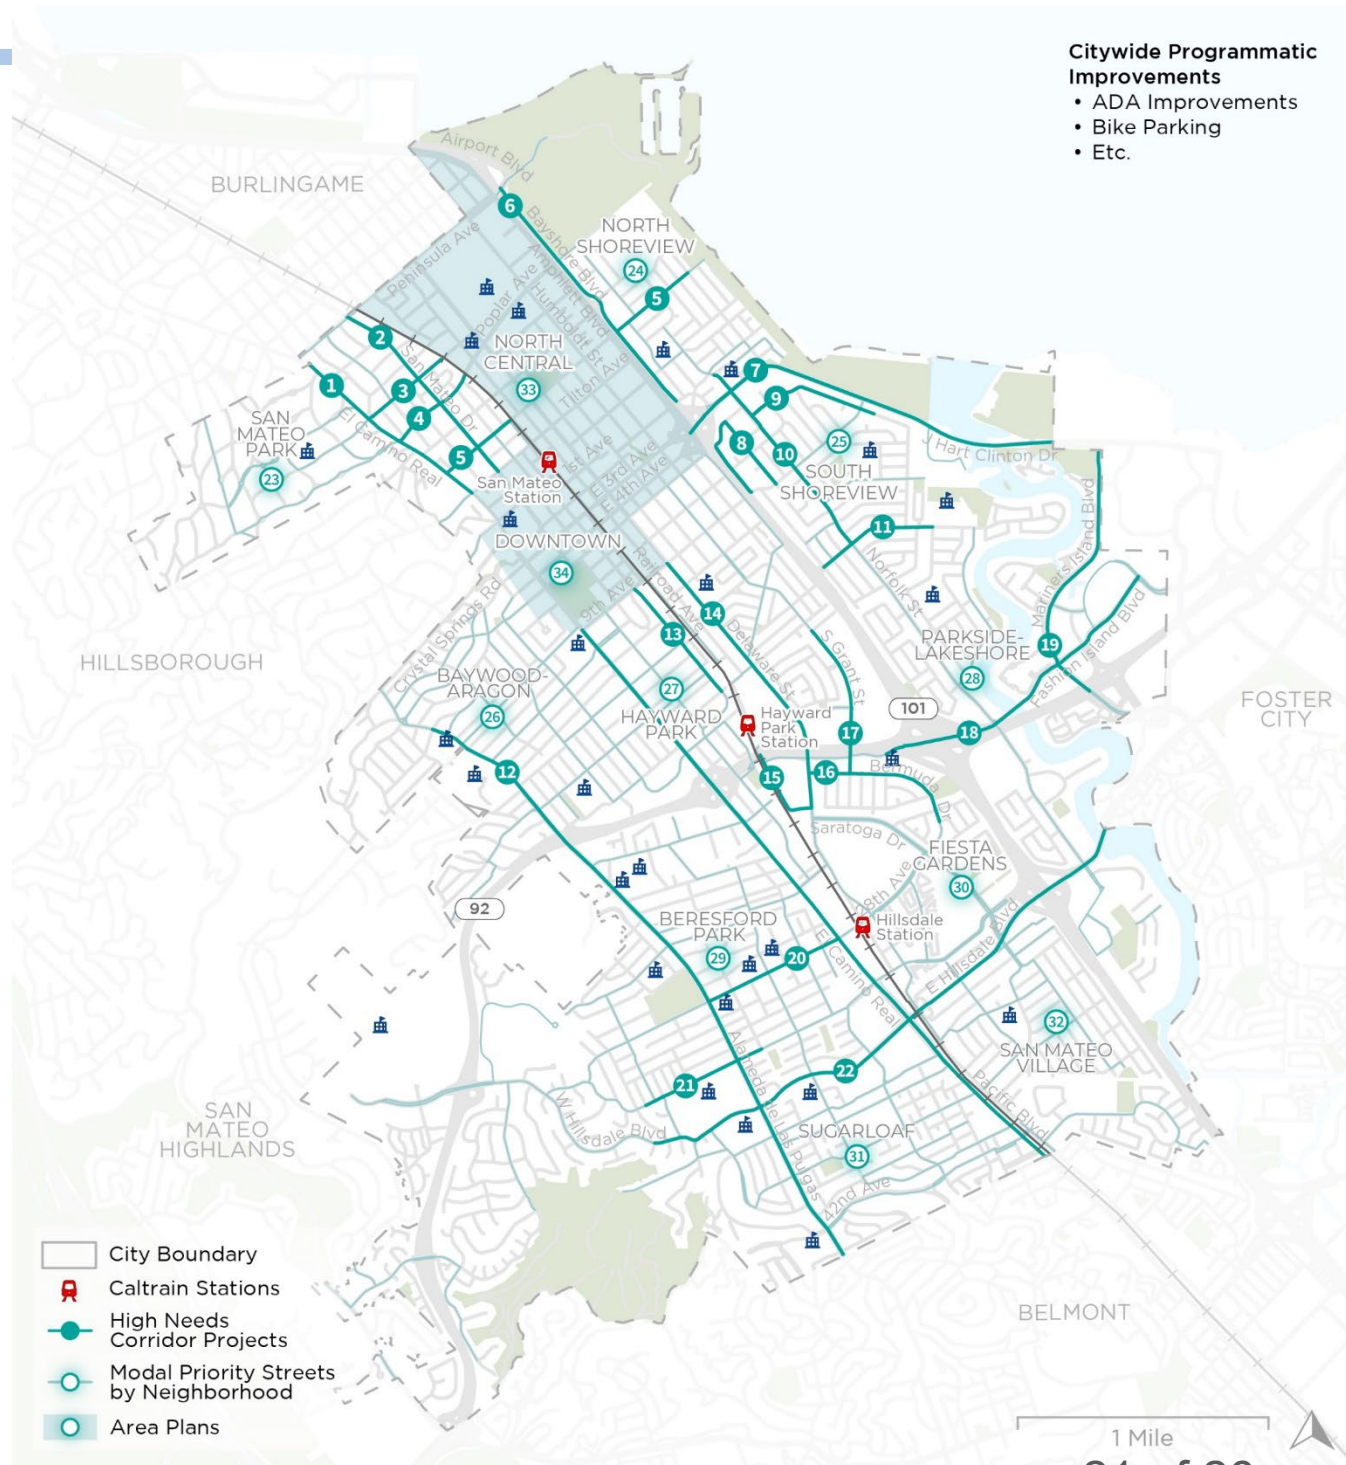 Citywide Programmatic
Improvements
• ADA Improvements
• Bike Parking
• Etc.
Airport Blvd
BURLINGAME
6
NORTH
SHOREVIEW
24
Bayshore Blvd
Amphlett Blvd
Peninsula Ave
Poplar Ave
Humboldt St
5
2
NORTH
CENTRAL
33
Tilton Ave
San Mateo Dr
1
3
4
7
9
SAN
MATEO
PARK
23
El Camino Real
5
San Mateo
Station
1st Ave
E 3rd Ave
E 4th Ave
8
10
25
SOUTH
SHOREVIEW
J Hart Clinton Dr
11
Norfolk St
Mariners Island Blvd
DOWNTOWN
34
9th Ave
Railroad Ave
Crystal Springs Rd
14
13
Delaware St
S Grant St
PARKSIDE-
LAKESHORE
28
19
Fashion Island Blvd
HILLSBOROUGH
BAYWOOD-
ARAGON
26
27
HAYWARD
PARK
Hayward
Park
Station
101
17
18
FOSTER
CITY
12
15
16
Bermuda Dr
Saratoga Dr
FIESTA
GARDENS
30
28th Ave
92
BERESFORD
PARK
29
20
Hillsdale
Station
El Camino Real
E Hillsdale Blvd
32
SAN MATEO
VILLAGE
Alameda de Las Pulgas
21
22
W Hillsdale Blvd
Pacific Blvd
SAN
MATEO
HIGHLANDS
SUGARLOAF
31
42nd Ave
BELMONT
City Boundary
Caltrain Stations
High Needs
Corridor Projects
Modal Priority Streets
by Neighborhood
Area Plans
1 Mile